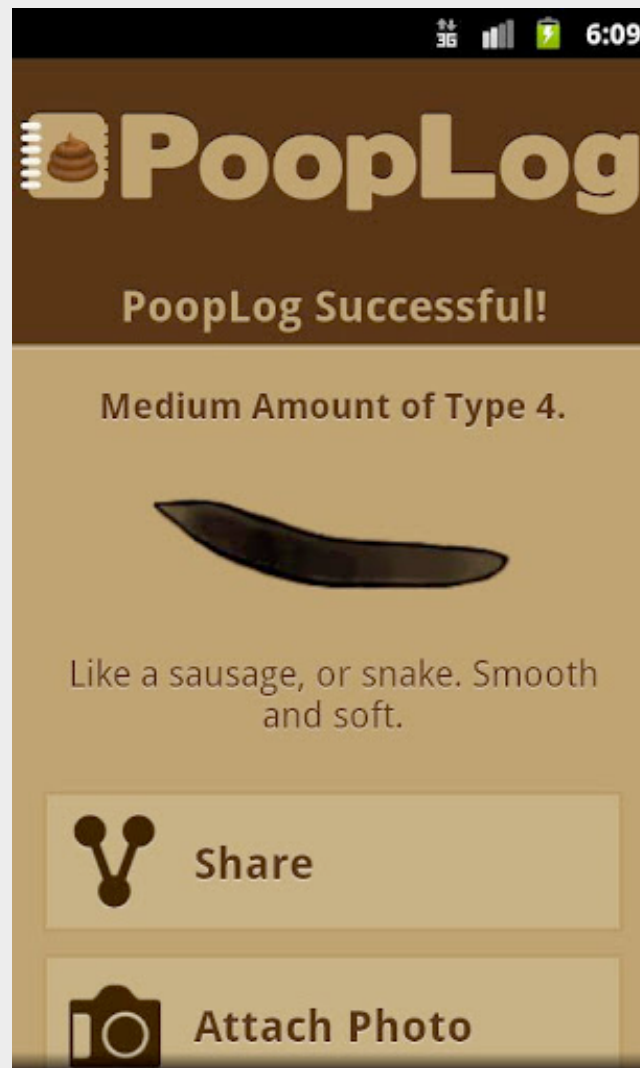 3G 6:09
PoopLog
PoopLog Successful!
Medium Amount of Type 4.
Like a sausage, or snake. Smooth
and soft.
Share
Attach Photo